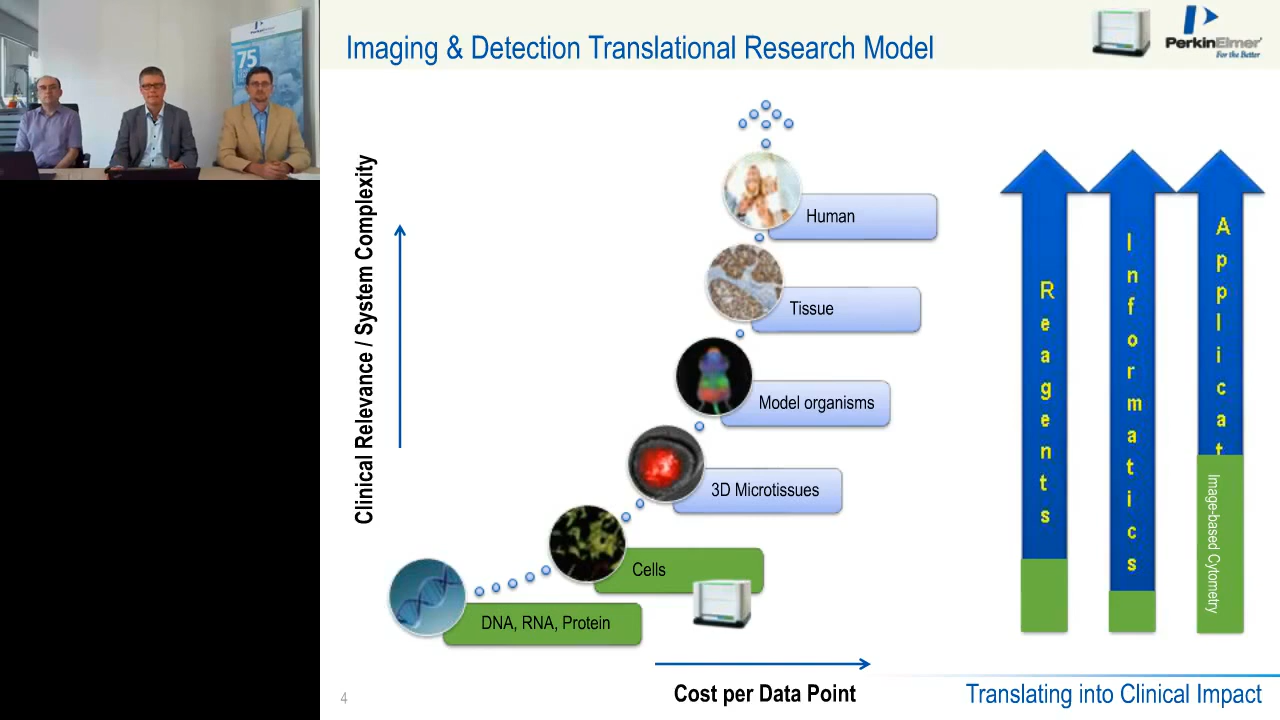 Imaging & Detection Translational Research Model
PerkinElmer
For the Better
75
Clinical Relevance / System Complexity
Human
Tissue
Model organisms
3D Microtissues
Cells
DNA, RNA, Protein
Reagents
Informatics
Applicat
Image-based Cytometry
Cost per Data Point
4
Translating into Clinical Impact